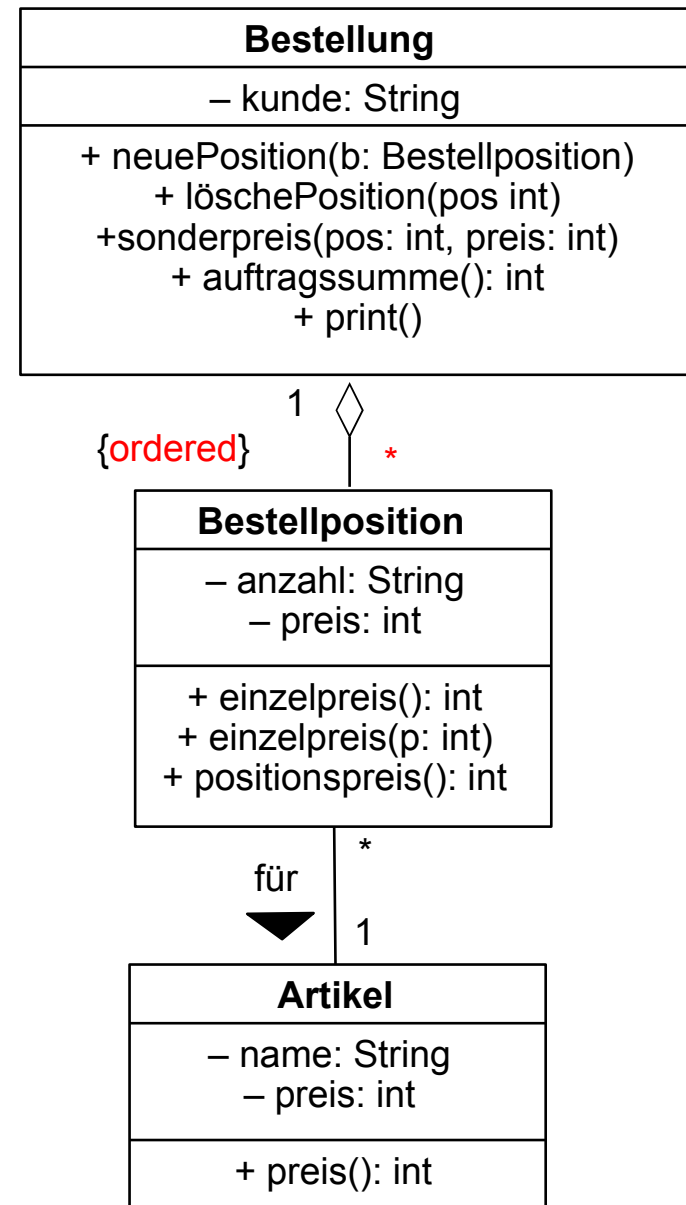 Bestellung
– kunde: String
+ neuePosition(b: Bestellposition)
+ löschePosition(pos int)
+sonderpreis(pos: int, preis: int)
+ auftragssumme(): int
+ print()
1
{ordered} *
Bestellposition
– anzahl: String
– preis: int
+ einzelpreis(): int
+ einzelpreis(p: int)
+ positionspreis(): int
*
für
1
Artikel
– name: String
– preis: int
+ preis(): int